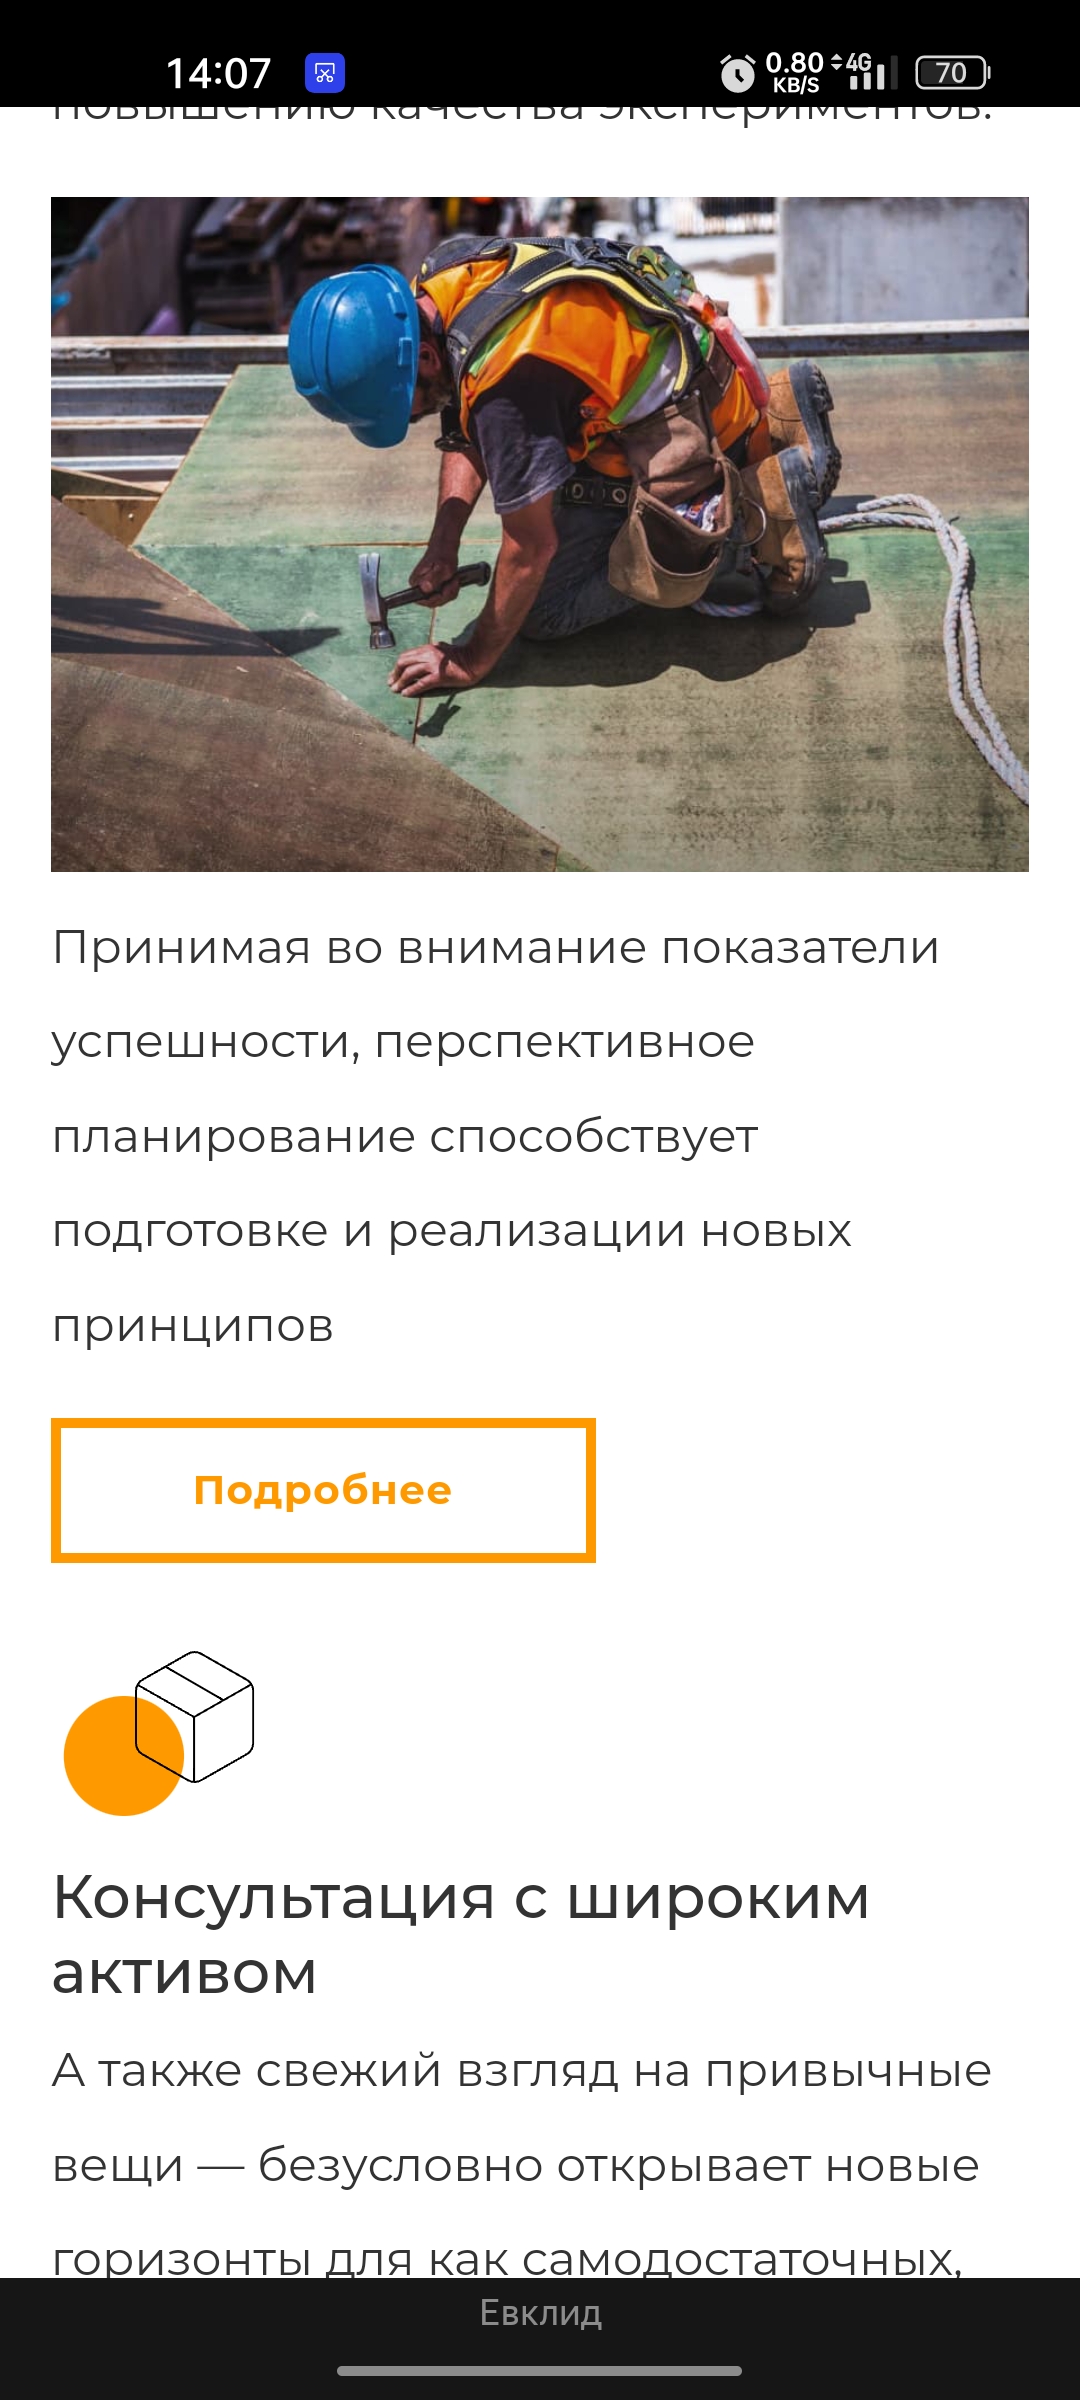 14:07
0.80 KB/S 4G 70
повышению качества экспериментов.
Принимая во внимание показатели
успешности, перспективное
планирование способствует
подготовке и реализации новых
принципов
Подробнее
Консультация с широким
активом
А также свежий взгляд на привычные
вещи — безусловно открывает новые
горизонты для как самодостаточных,
Евклид